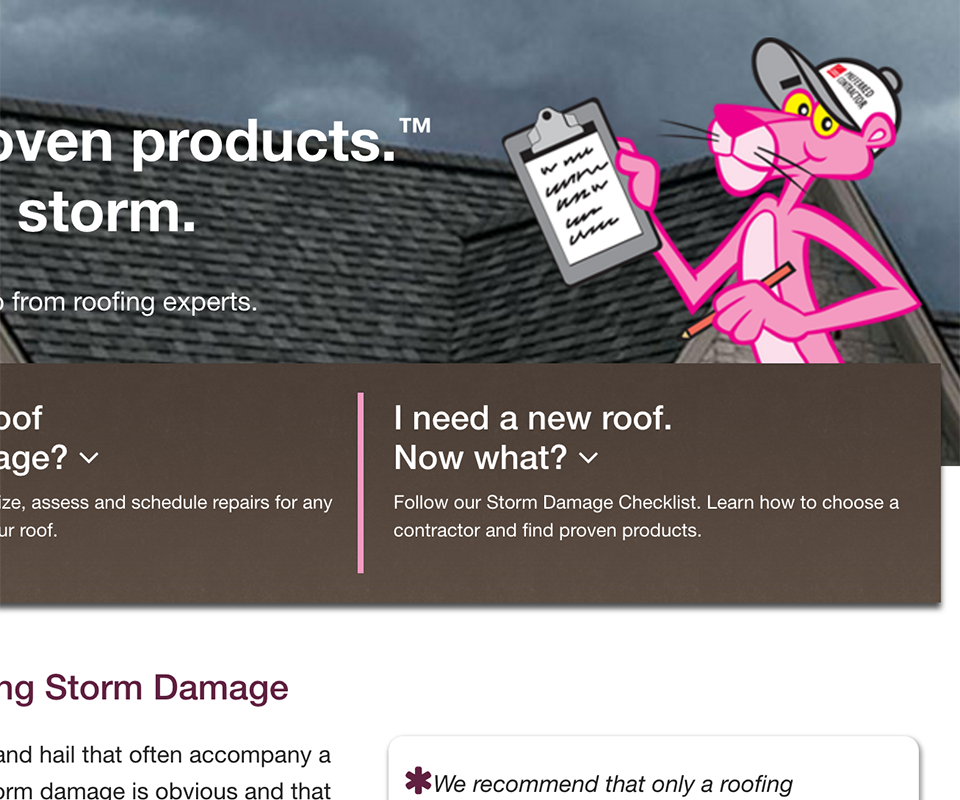 oven products.™
storm.
o from roofing experts.
PREFERRED
CONTRACTOR
oof
age?
ize, assess and schedule repairs for any
ur roof.
I need a new roof.
Now what?
Follow our Storm Damage Checklist. Learn how to choose a
contractor and find proven products.
ng Storm Damage
and hail that often accompany a
orm damage is obvious and that
*We recommend that only a roofing